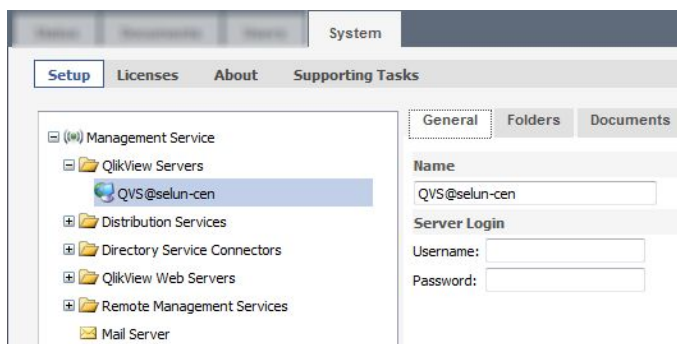 System
Setup Licenses About Supporting Tasks
General Folders Documents
Management Service
QlikView Servers
QVS@selun-cen
Distribution Services
Directory Service Connectors
QlikView Web Servers
Remote Management Services
Mail Server
Name
QVS@selun-cen
Server Login
Username:
Password: